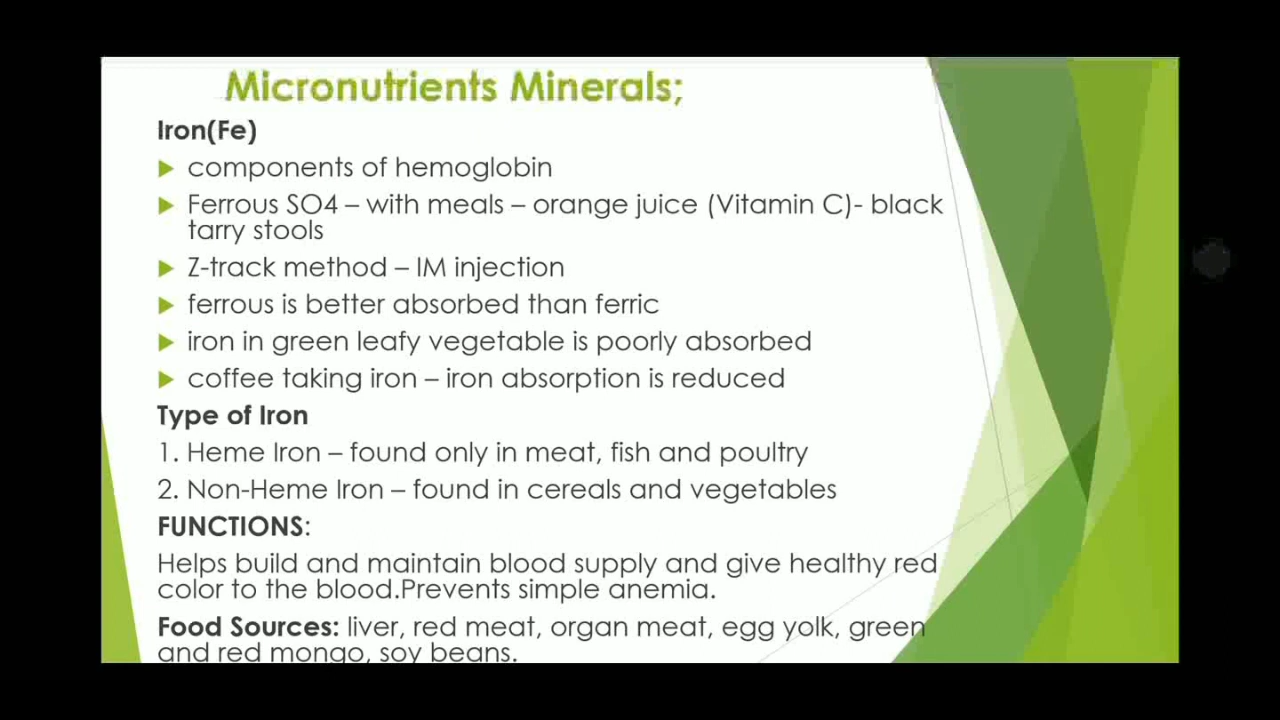 Micronutrients Minerals;
Iron(Fe)
components of hemoglobin
Ferrous SO4 – with meals – orange juice (Vitamin C)- black
tarry stools
Z-track method – IM injection
ferrous is better absorbed than ferric
iron in green leafy vegetable is poorly absorbed
coffee taking iron – iron absorption is reduced
Type of Iron
1. Heme Iron – found only in meat, fish and poultry
2. Non-Heme Iron – found in cereals and vegetables
FUNCTIONS:
Helps build and maintain blood supply and give healthy red
color to the blood.Prevents simple anemia.
Food Sources: liver, red meat, organ meat, egg yolk, green
and red mongo, soy beans.